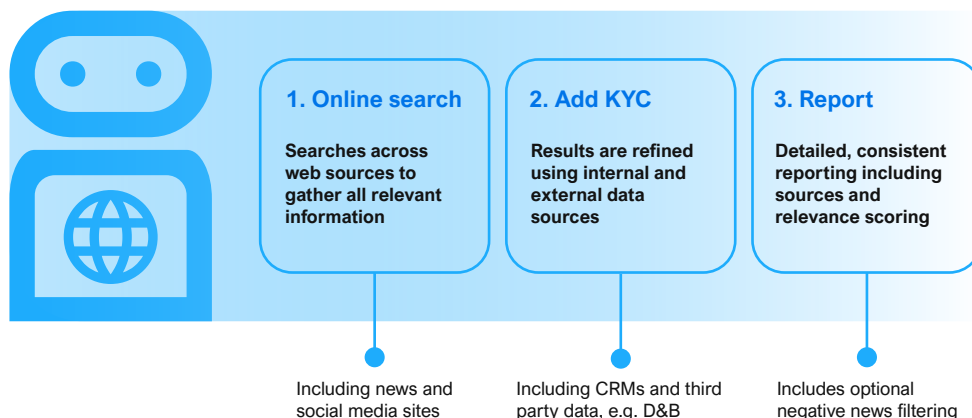 1. Online search
Searches across
web sources to
gather all relevant
information
Including news and
social media sites
2. Add KYC
Results are refined
using internal and
external data
sources
Including CRMs and third
party data, e.g. D&B
3. Report
Detailed, consistent
reporting including
sources and
relevance scoring
Includes optional
negative news filtering